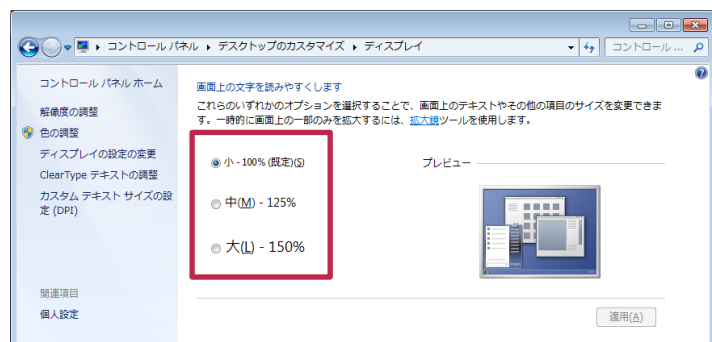 コントロール パネル ▸ デスクトップのカスタマイズ ▸ ディスプレイ
コントロール ...
コントロール パネル ホーム
解像度の調整
色の調整
ディスプレイの設定の変更
ClearType テキストの調整
カスタム テキスト サイズの設
定 (DPI)
関連項目
個人設定
画面上の文字を読みやすくします
これらのいずれかのオプションを選択することで、画面上のテキストやその他の項目のサイズを変更できま
す。一時的に画面上の一部のみを拡大するには、拡大鏡ツールを使用します。
小 - 100% (既定)(S)
中(M) - 125%
大(L) - 150%
プレビュー
適用(A)